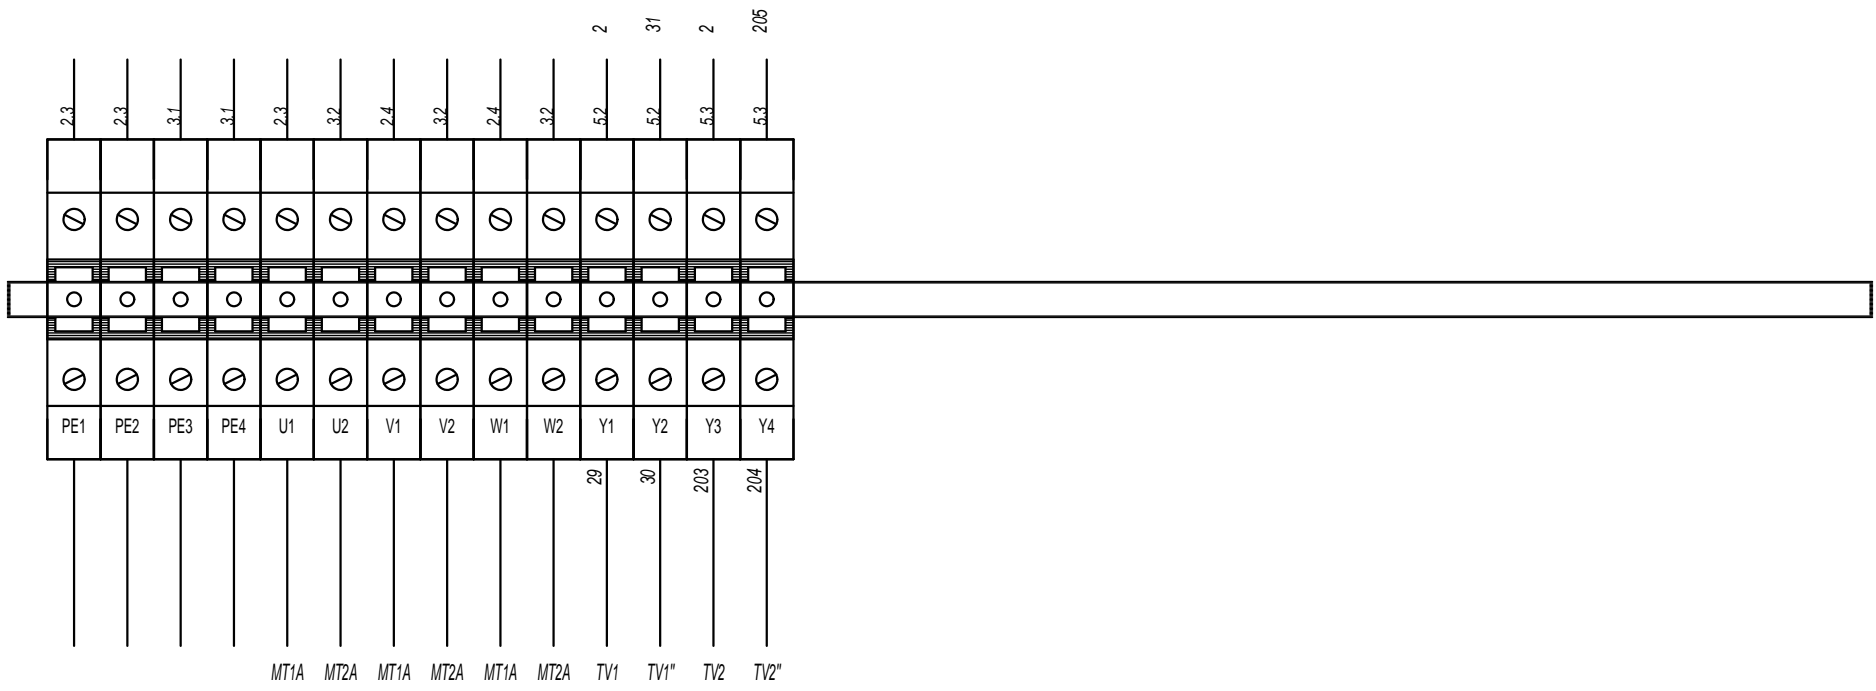 2 31 2 205
2.3 2.3 3.1 3.1 2.3 3.2 2.4 3.2 2.4 3.2 5.2 5.2 5.3 5.3
PE1 PE2 PE3 PE4 U1 U2 V1 V2 W1 W2 Y1 Y2 Y3 Y4
29 30 203 204
MT1A MT2A MT1A MT2A MT1A MT2A TV1 TV1" TV2 TV2"